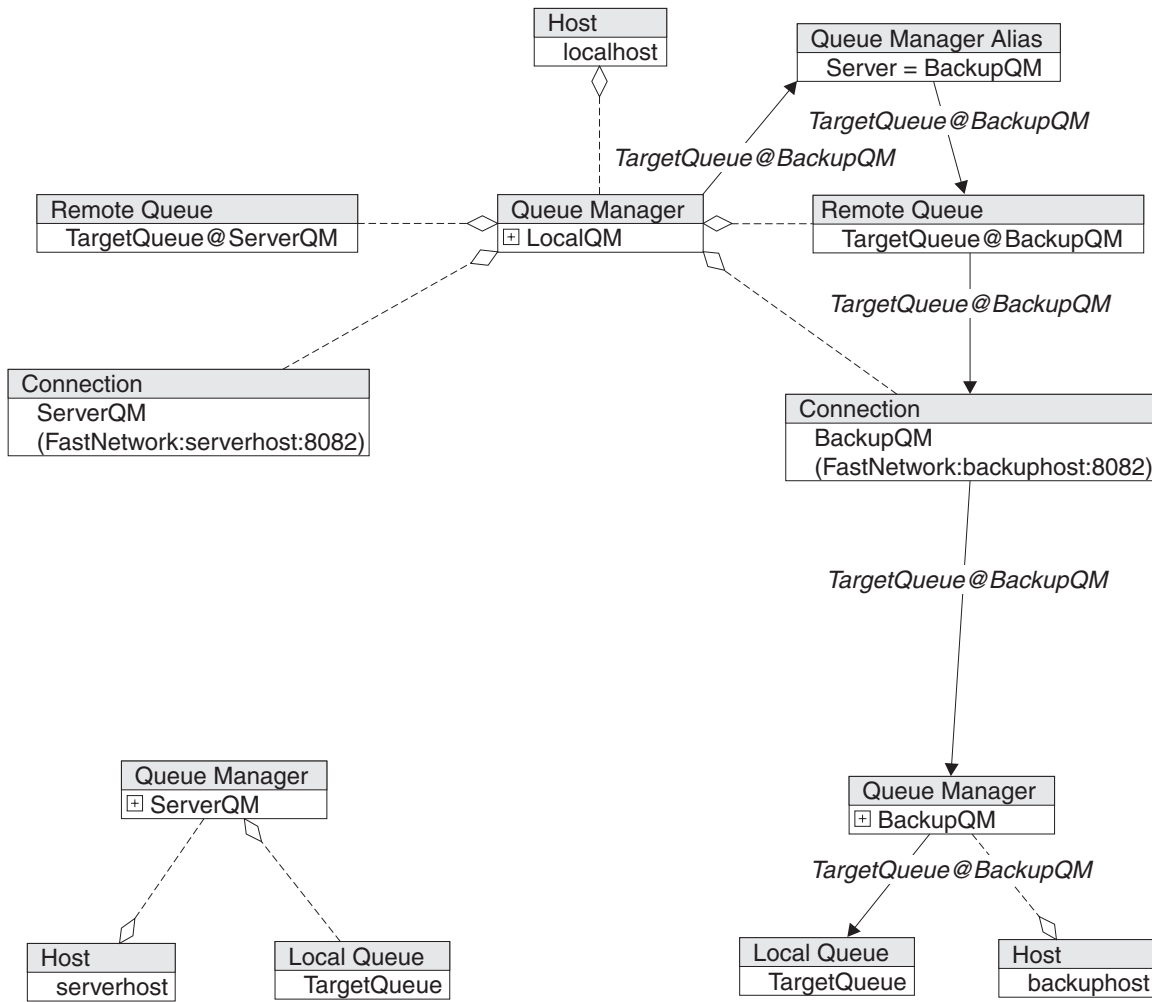 Host
localhost
Queue Manager Alias
Server = BackupQM
TargetQueue@BackupQM
TargetQueue@BackupQM
Remote Queue
TargetQueue@ServerQM
Queue Manager
+ LocalQM
Remote Queue
TargetQueue@BackupQM
TargetQueue@BackupQM
Connection
ServerQM
(FastNetwork:serverhost:8082)
Connection
BackupQM
(FastNetwork:backuphost:8082)
TargetQueue@BackupQM
Queue Manager
+ ServerQM
Queue Manager
+ BackupQM
TargetQueue@BackupQM
Host
serverhost
Local Queue
TargetQueue
Local Queue
TargetQueue
Host
backuphost